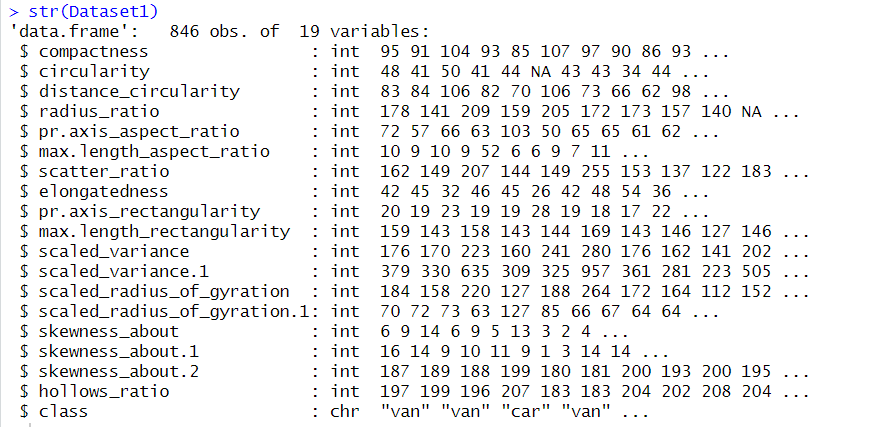 > str(Dataset1)
'data.frame':   846 obs. of  19 variables:
 $ compactness                : int  95 91 104 93 85 107 97 90 86 93 ...
 $ circularity                : int  48 41 50 41 44 NA 43 43 34 44 ...
 $ distance_circularity       : int  83 84 106 82 70 106 73 66 62 98 ...
 $ radius_ratio               : int  178 141 209 159 205 172 173 157 140 NA ...
 $ pr.axis_aspect_ratio       : int  72 57 66 63 103 50 65 65 61 62 ...
 $ max.length_aspect_ratio    : int  10 9 10 9 52 6 6 9 7 11 ...
 $ scatter_ratio              : int  162 149 207 144 149 255 153 137 122 183 ...
 $ elongatedness              : int  42 45 32 46 45 26 42 48 54 36 ...
 $ pr.axis_rectangularity     : int  20 19 23 19 19 28 19 18 17 22 ...
 $ max.length_rectangularity  : int  159 143 158 143 144 169 143 146 127 146 ...
 $ scaled_variance            : int  176 170 223 160 241 280 176 162 141 202 ...
 $ scaled_variance.1          : int  379 330 635 309 325 957 361 281 223 505 ...
 $ scaled_radius_of_gyration  : int  184 158 220 127 188 264 172 164 112 152 ...
 $ scaled_radius_of_gyration.1: int  70 72 73 63 127 85 66 67 64 64 ...
 $ skewness_about             : int  6 9 14 6 9 5 13 3 2 4 ...
 $ skewness_about.1           : int  16 14 9 10 11 9 1 3 14 14 ...
 $ skewness_about.2           : int  187 189 188 199 180 181 200 193 200 195 ...
 $ hollows_ratio              : int  197 199 196 207 183 183 204 202 208 204 ...
 $ class                      : chr  "van" "van" "car" "van" ...